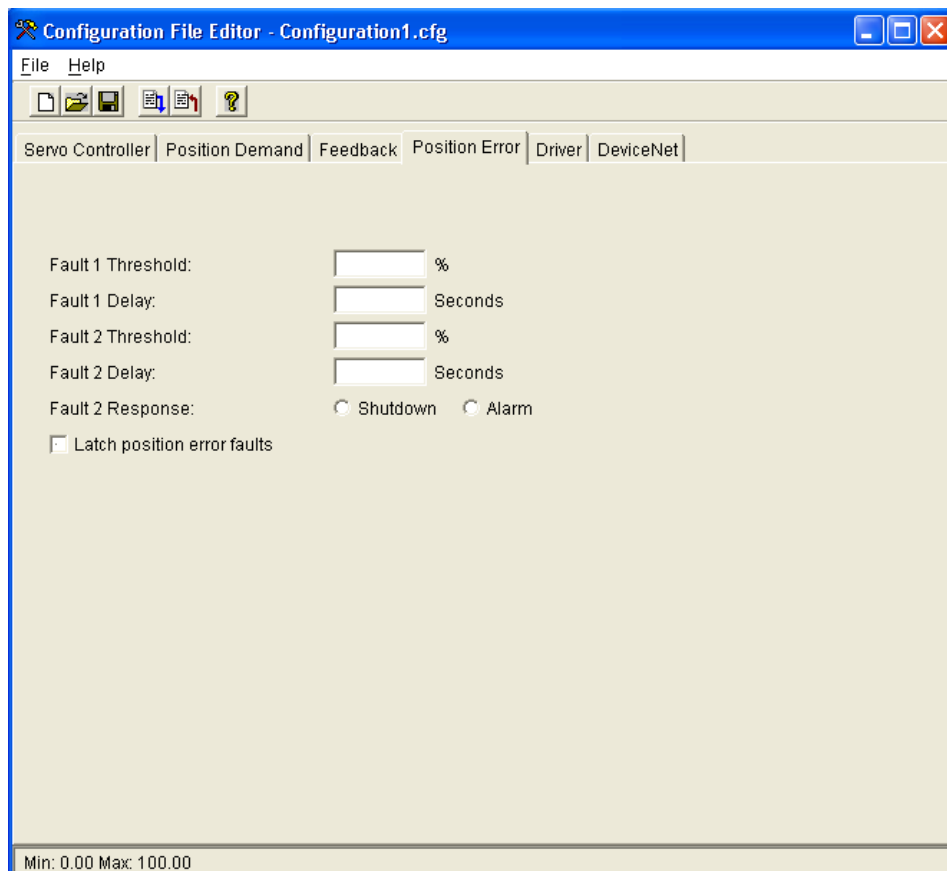 Configuration File Editor - Configuration1.cfg
File Help
Servo Controller Position Demand Feedback Position Error Driver DeviceNet
Fault 1 Threshold: %
Fault 1 Delay: Seconds
Fault 2 Threshold: %
Fault 2 Delay: Seconds
Fault 2 Response: Shutdown Alarm
Latch position error faults
Min: 0.00 Max: 100.00